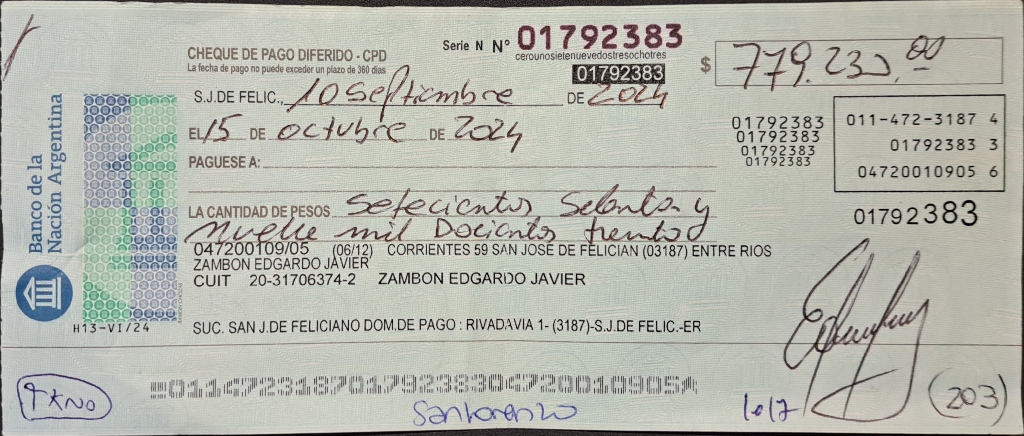 Serie N Nº 01792383
cerounosietenuevedostresochotres
01792383
CHEQUE DE PAGO DIFERIDO - CPD
La fecha de pago no puede exceder un plazo de 360 días
$ 779.230,00
S.J.DE FELIC., 10 Septiembre DE 2024
EL 15 DE octubre DE 2024
PAGUESE A:
01792383
01792383
01792383
01792383
011-472-3187 4
01792383 3
04720010905 6
01792383
LA CANTIDAD DE PESOS Setecientos Setenta y
nueve mil Docientos treinta
047200109/05 (06/12) CORRIENTES 59 SAN JOSE DE FELICIAN (03187) ENTRE RIOS
ZAMBON EDGARDO JAVIER
CUIT 20-31706374-2 ZAMBON EDGARDO JAVIER
SUC. SAN J.DE FELICIANO DOM.DE PAGO : RIVADAVIA 1- (3187)-S.J.DE FELIC.-ER
Banco de la
Nación Argentina
H13-VI/24
01147231870179238304720010905
San Lorenzo
(203)